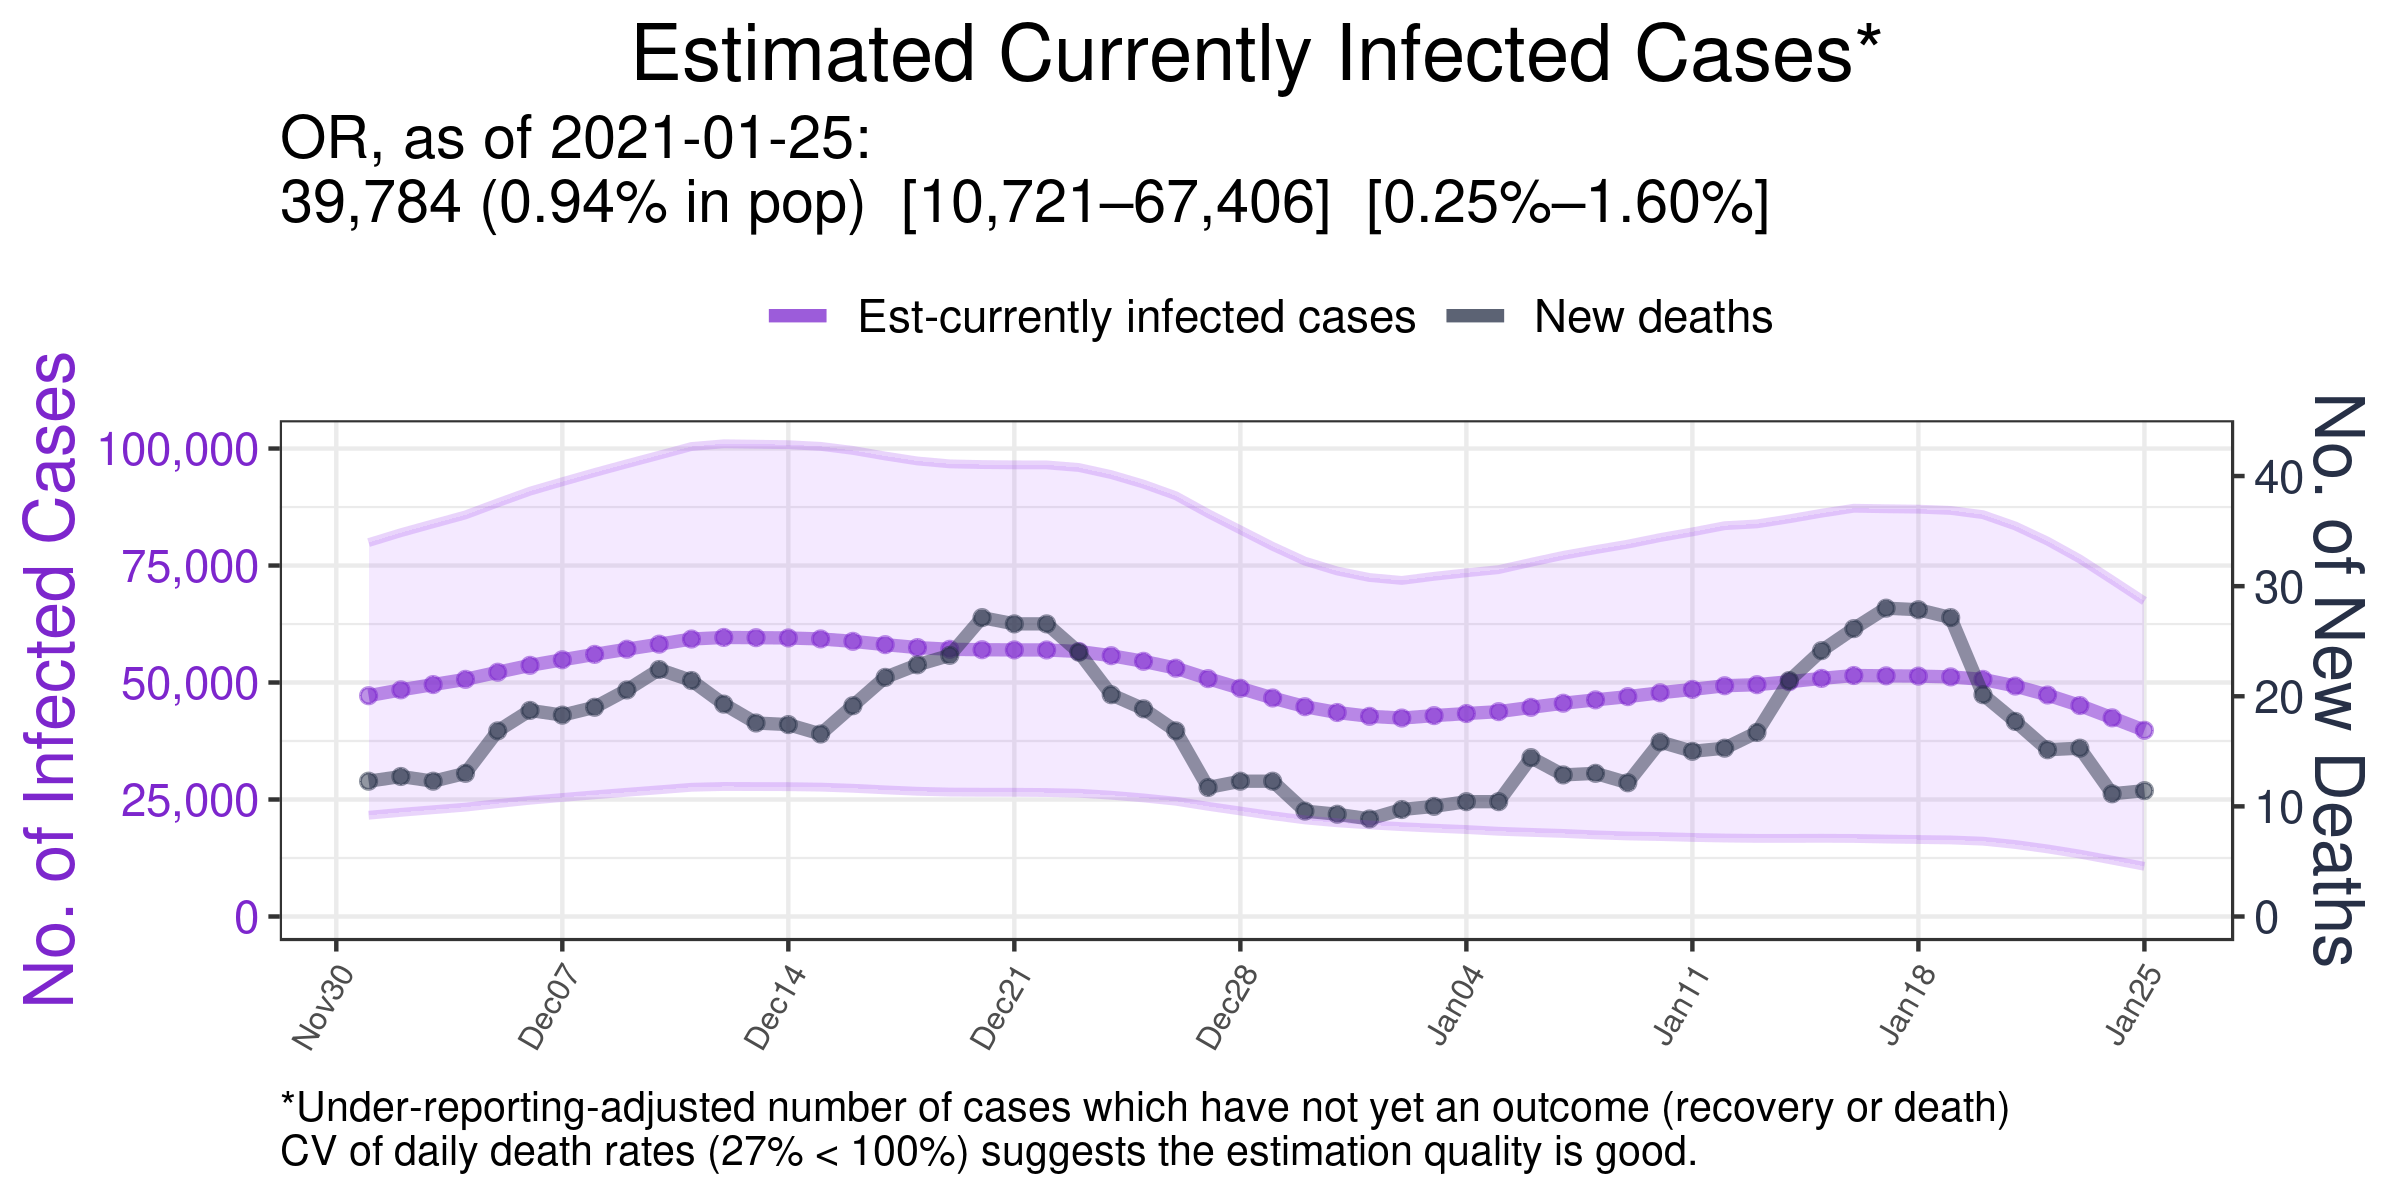 Estimated Currently Infected Cases*
OR, as of 2021-01-25:
39,784 (0.94% in pop)  [10,721–67,406]  [0.25%–1.60%]
Est-currently infected cases
New deaths
No. of Infected Cases
100,000
75,000
50,000
25,000
0
No. of New Deaths
40
30
20
10
0
Nov30
Dec07
Dec14
Dec21
Dec28
Jan04
Jan11
Jan18
Jan25
*Under-reporting-adjusted number of cases which have not yet an outcome (recovery or death)
CV of daily death rates (27% < 100%) suggests the estimation quality is good.